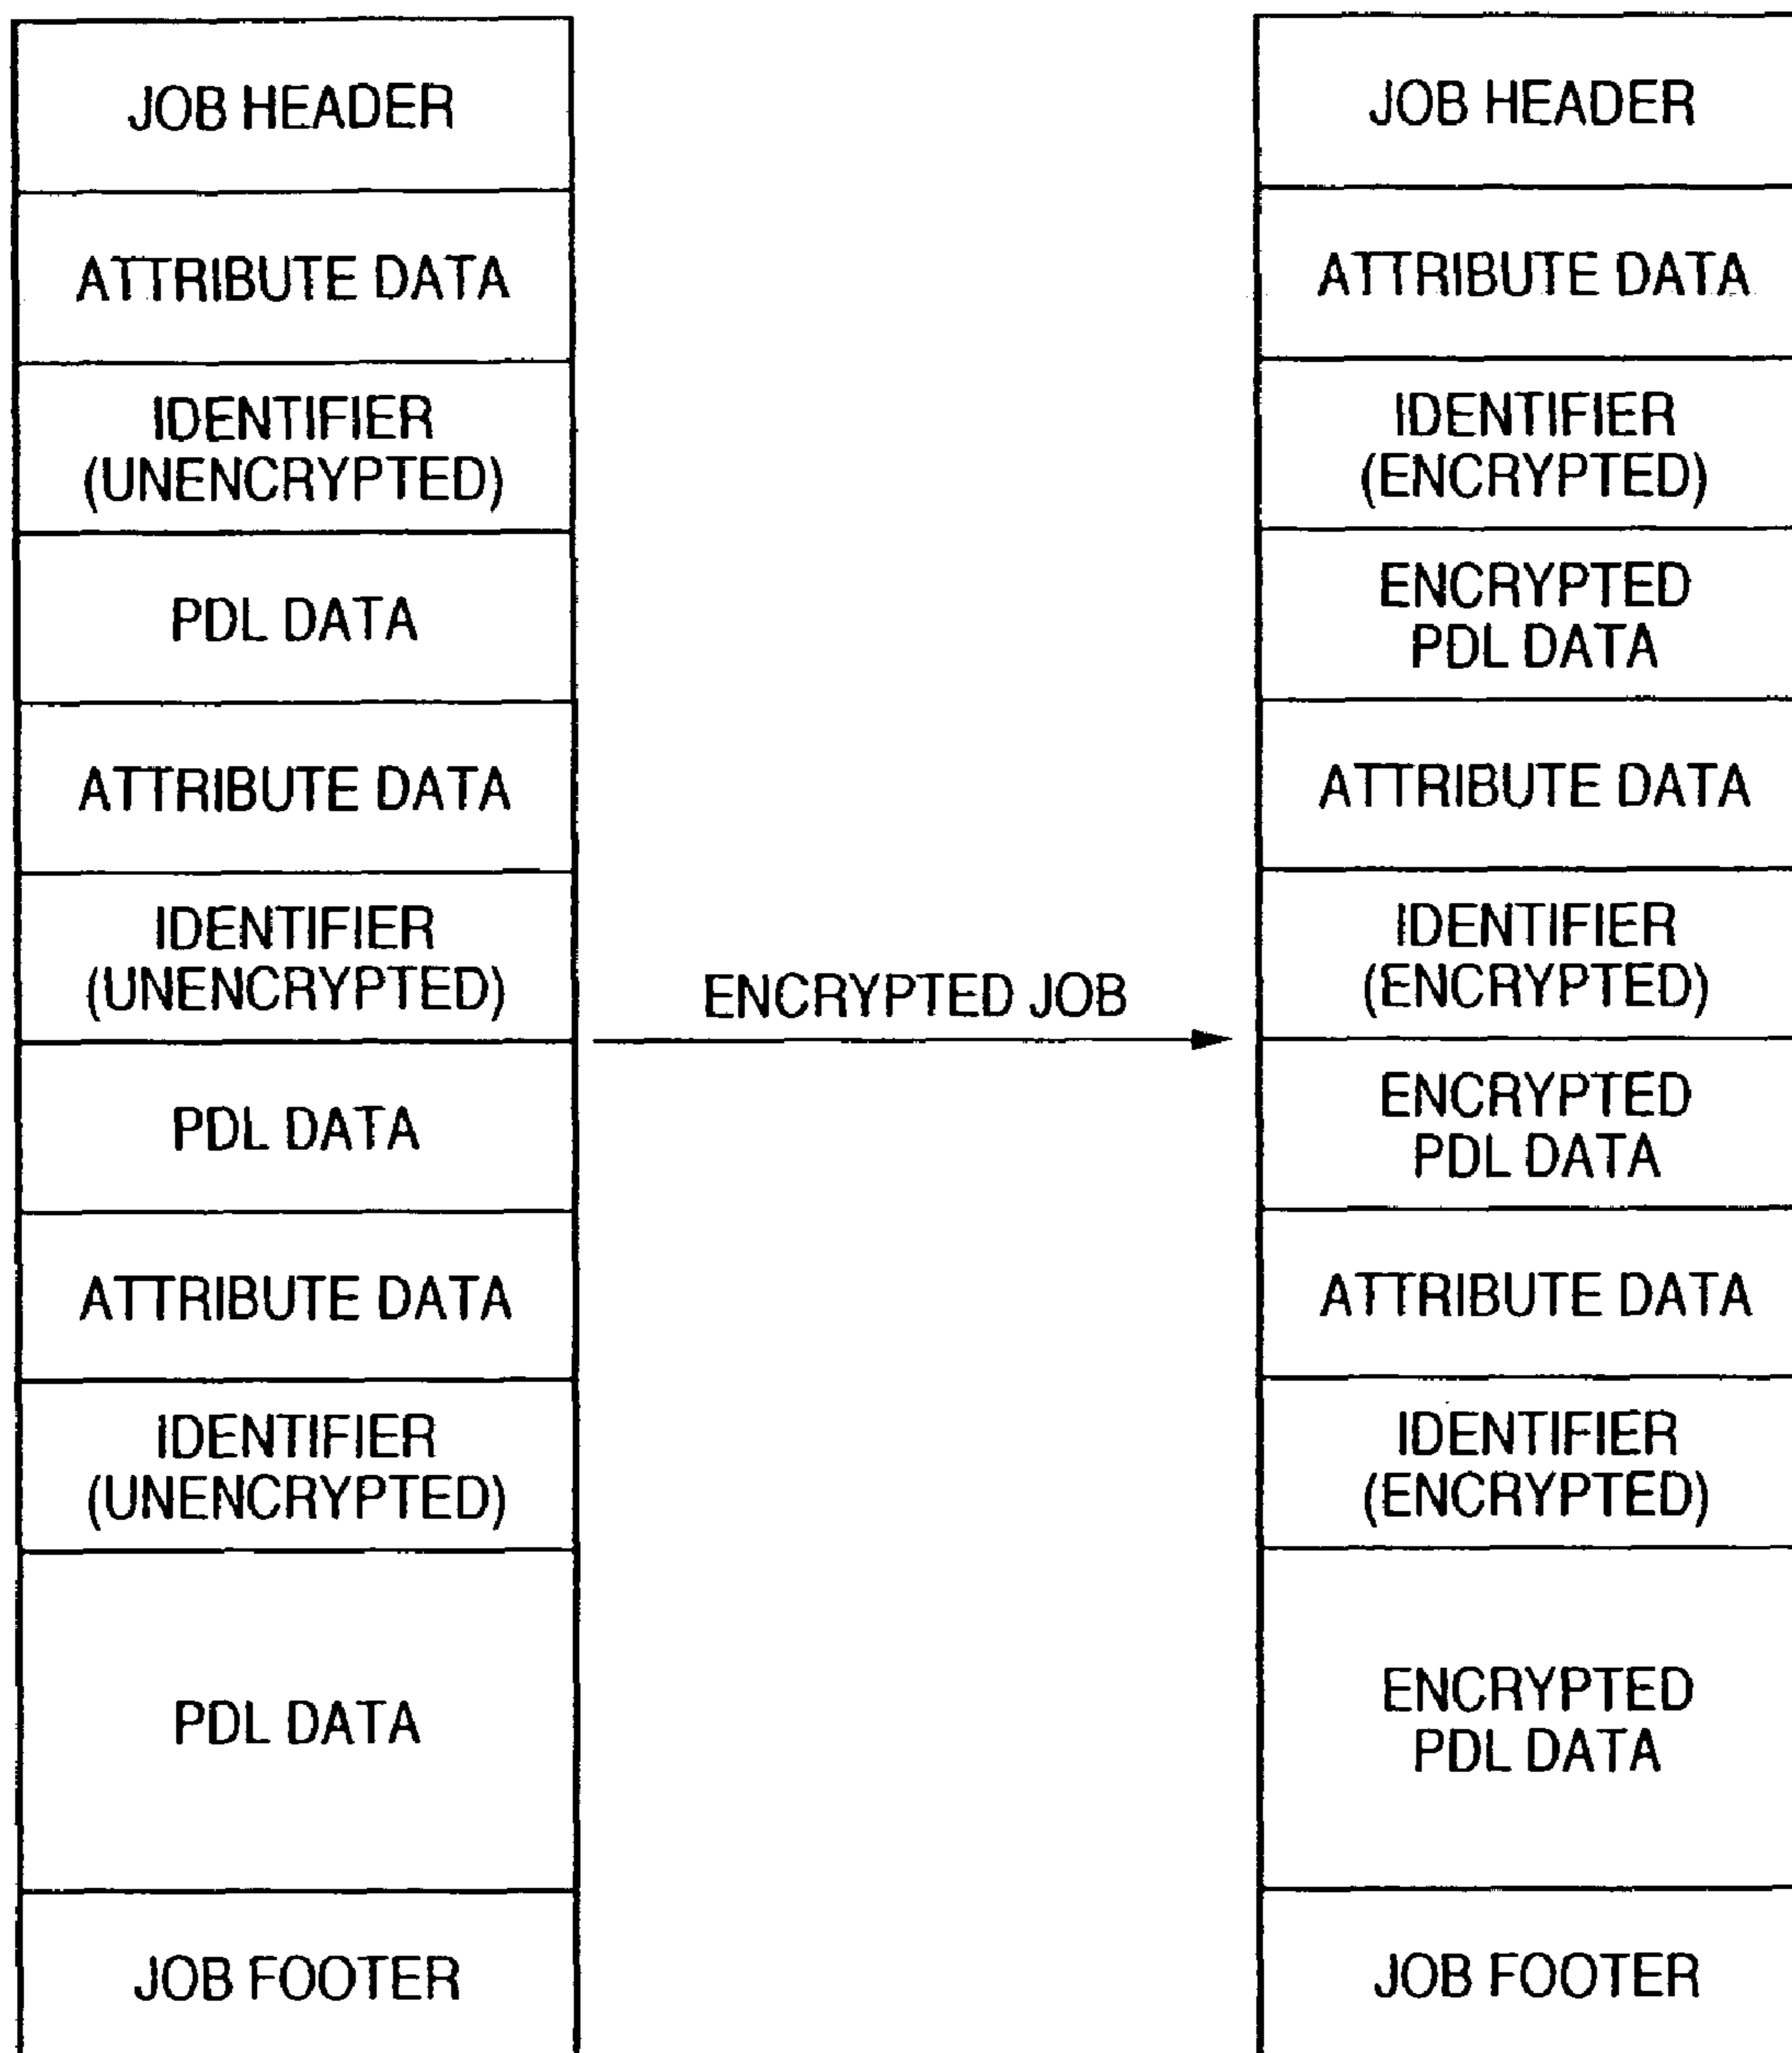 JOB HEADER
ATTRIBUTE DATA
IDENTIFIER
(UNENCRYPTED)
PDL DATA
ATTRIBUTE DATA
IDENTIFIER
(UNENCRYPTED)
PDL DATA
ATTRIBUTE DATA
IDENTIFIER
(UNENCRYPTED)
PDL DATA
JOB FOOTER
ENCRYPTED JOB
JOB HEADER
ATTRIBUTE DATA
IDENTIFIER
(ENCRYPTED)
ENCRYPTED
PDL DATA
ATTRIBUTE DATA
IDENTIFIER
(ENCRYPTED)
ENCRYPTED
PDL DATA
ATTRIBUTE DATA
IDENTIFIER
(ENCRYPTED)
ENCRYPTED
PDL DATA
JOB FOOTER